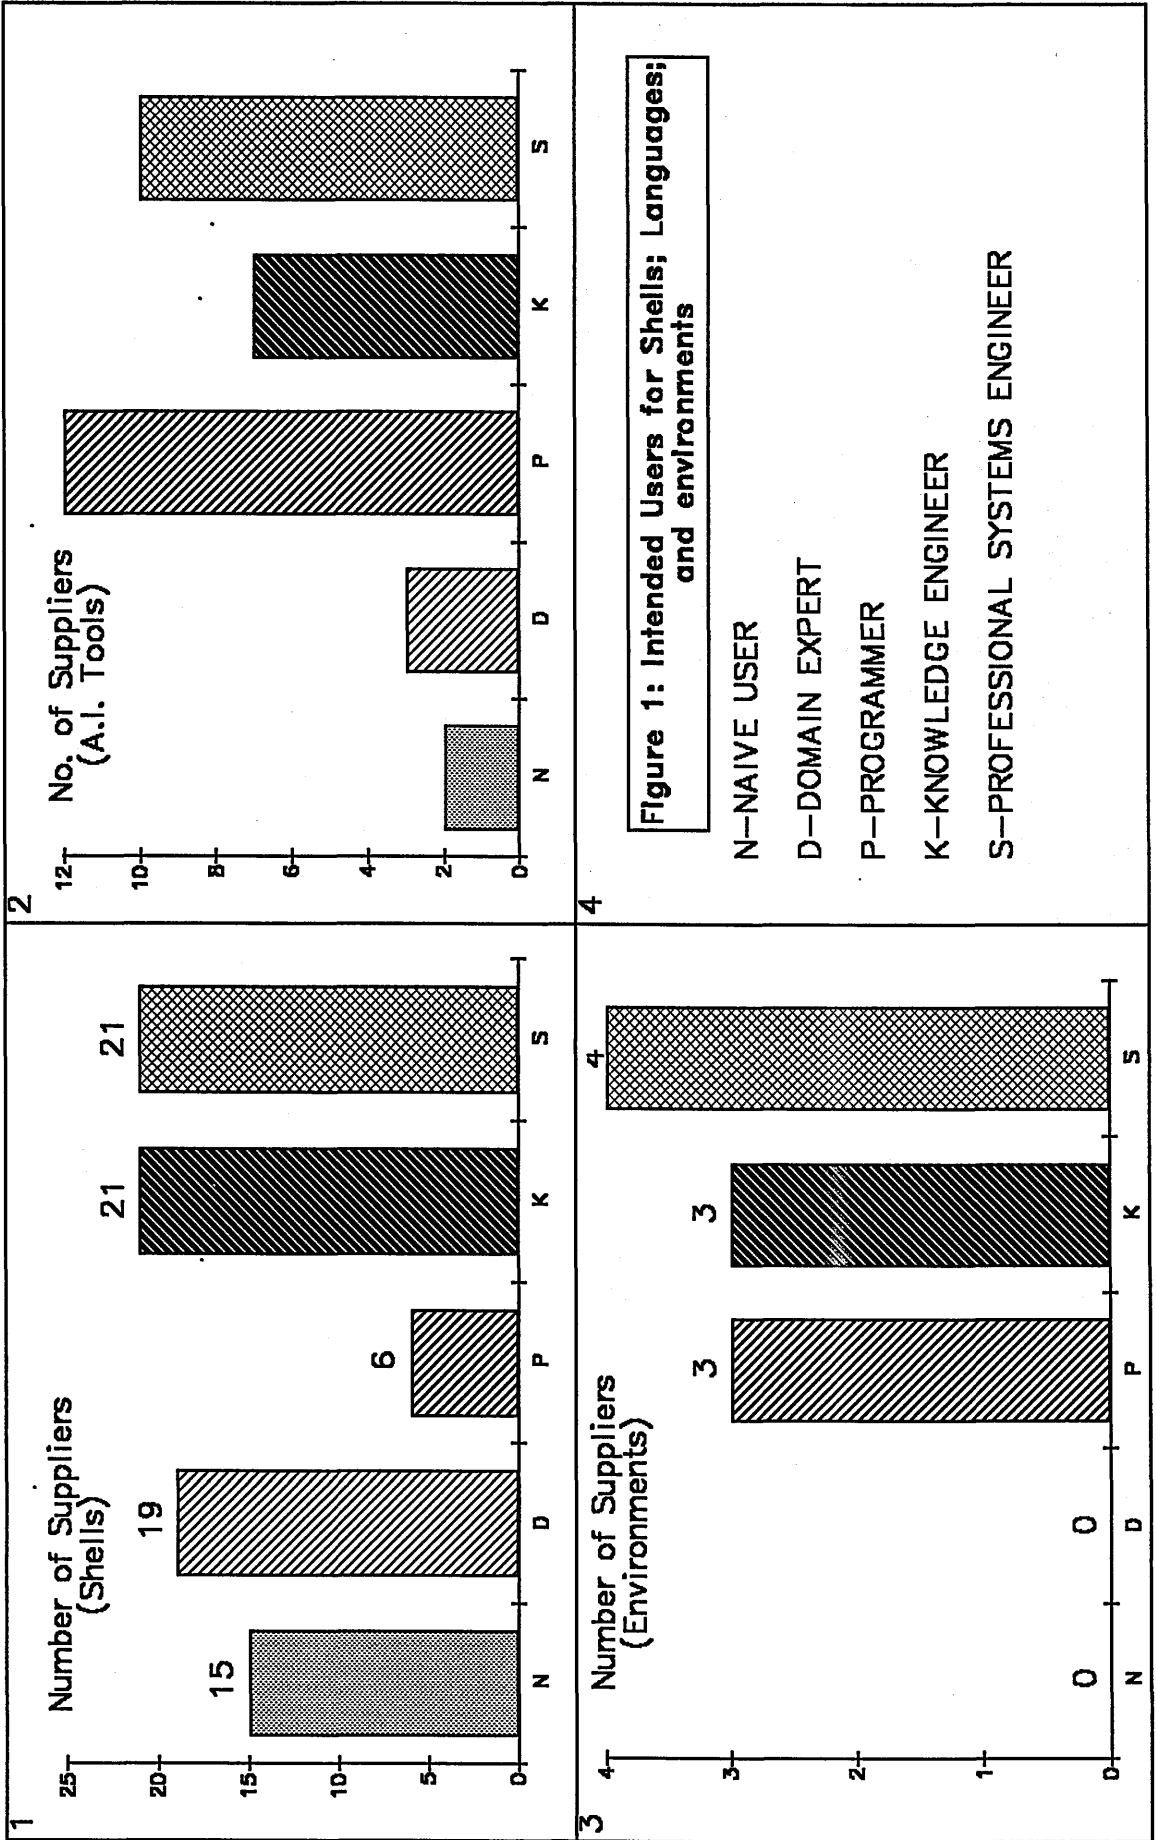 1
Number of Suppliers
(Shells)
25
20
15
10
5
0
15
19
6
21
21
N
D
P
K
S
2
No. of Suppliers
(A.I. Tools)
12
10
8
6
4
2
0
N
D
P
K
S
3
Number of Suppliers
(Environments)
4
3
2
1
0
0
0
3
3
4
N
D
P
K
S
4
Figure 1: Intended Users for Shells; Languages;
and environments
N-NAIVE USER
D-DOMAIN EXPERT
P-PROGRAMMER
K-KNOWLEDGE ENGINEER
S-PROFESSIONAL SYSTEMS ENGINEER